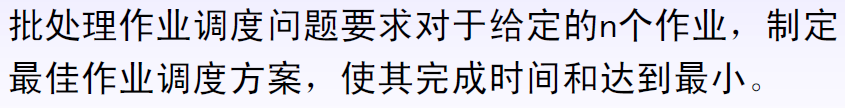 批处理作业调度问题要求对于给定的n个作业，制定
最佳作业调度方案，使其完成时间和达到最小。